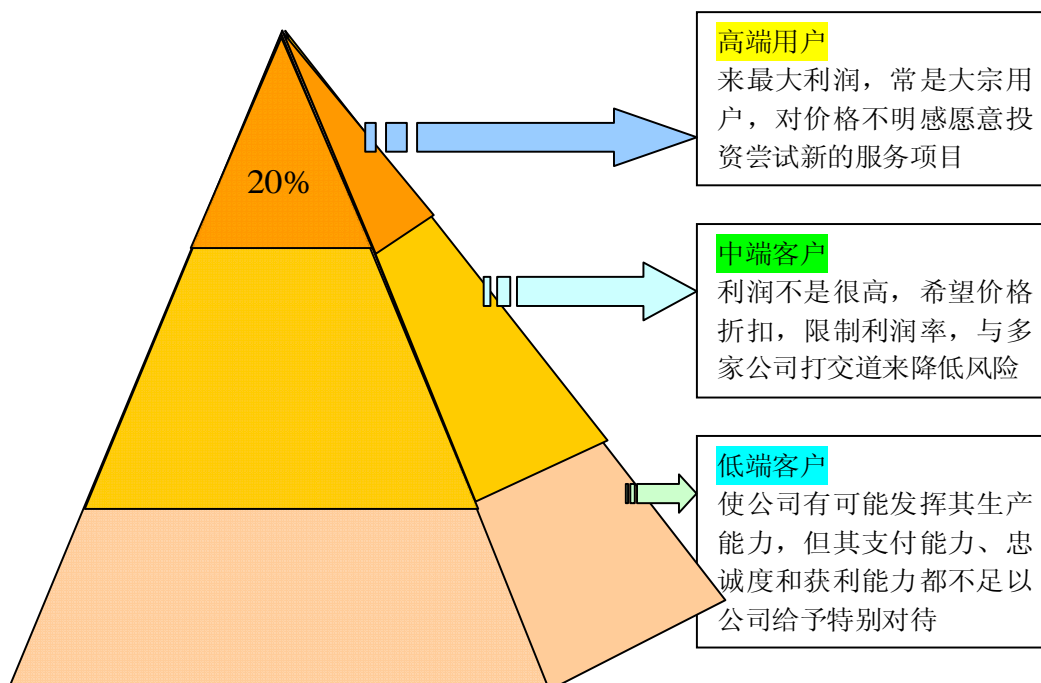 20%
高端用户
来最大利润，常是大宗用
户，对价格不明感愿意投
资尝试新的服务项目
中端客户
利润不是很高，希望价格
折扣，限制利润率，与多
家公司打交道来降低风险
低端客户
使公司有可能发挥其生产
能力，但其支付能力、忠
诚度和获利能力都不足以
公司给予特别对待